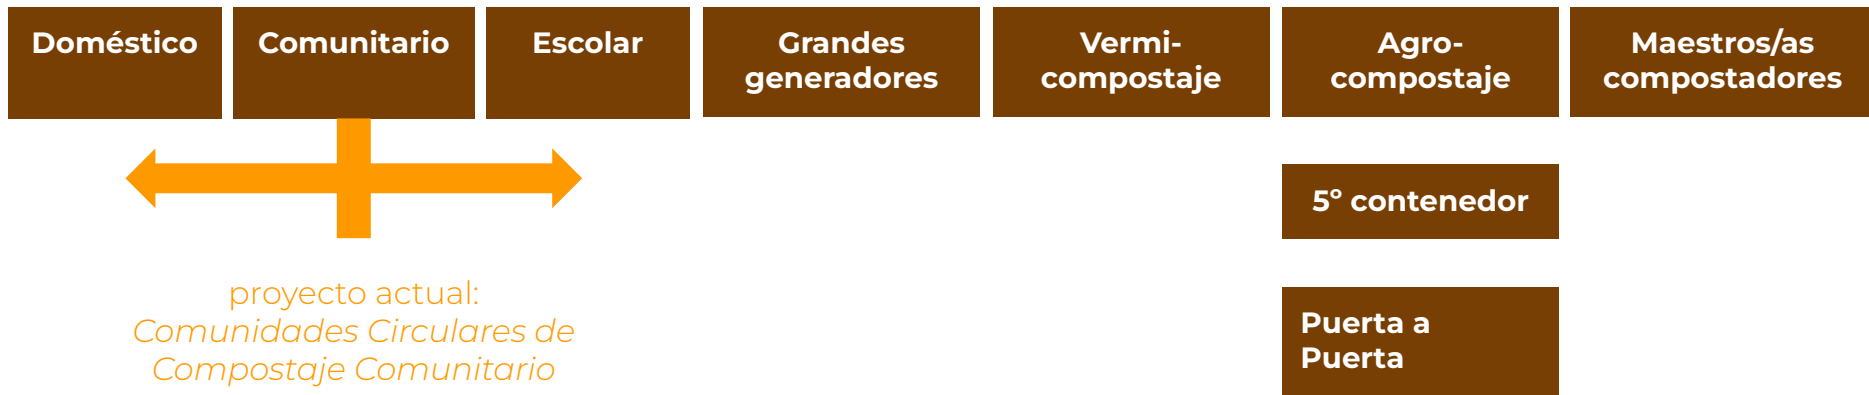 Doméstico
Comunitario
Escolar
Grandes
generadores
Vermi-
compostaje
Agro-
compostaje
Maestros/as
compostadores
5º contenedor
Puerta a
Puerta
proyecto actual:
Comunidades Circulares de
Compostaje Comunitario